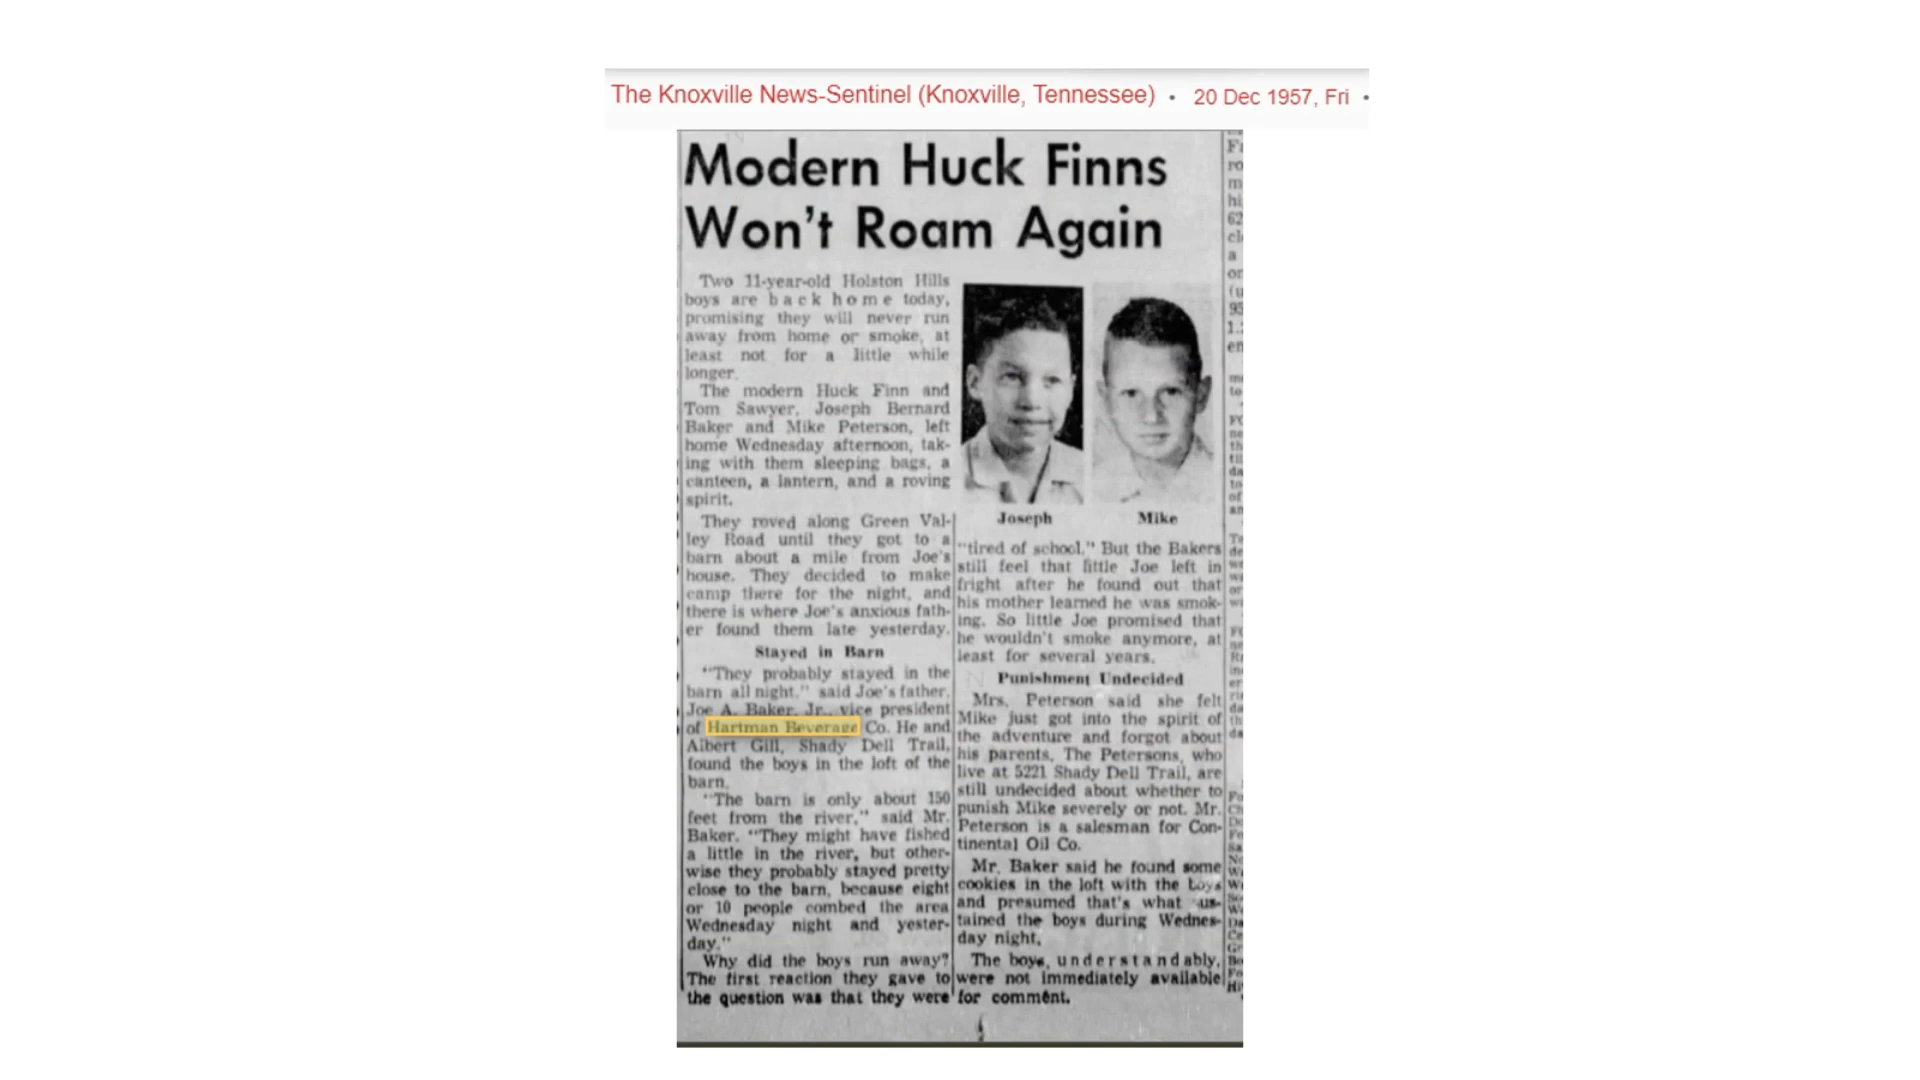 The Knoxville News-Sentinel (Knoxville, Tennessee) · 20 Dec 1957, Fri ·
Modern Huck Finns
Won't Roam Again
Two 11-year-old Holston Hills
boys are back home today,
promising they will never run
away from home or smoke, at
least not for a little while
longer.
The modern Huck Finn and
Tom Sawyer, Joseph Bernard
Baker and Mike Peterson, left
home Wednesday afternoon, tak-
ing with them sleeping bags, a
canteen, a lantern, and a roving
spirit.
They roved along Green Val-
ley Road until they got to a
barn about a mile from Joe's
house. They decided to make
camp there for the night, and
there is where Joe's anxious fath-
er found them late yesterday.
Stayed in Barn
"They probably stayed in the
barn all night," said Joe's father,
Joe A. Baker, Jr., vice president
of Hartman Beverage Co. He and
Albert Gill, Shady Dell Trail,
found the boys in the loft of the
barn.
"The barn is only about 150
feet from the river," said Mr.
Baker. "They might have fished
a little in the river, but other-
wise they probably stayed pretty
close to the barn, because eight
or 10 people combed the area
Wednesday night and yester-
day."
Why did the boys run away?
The first reaction they gave to
the question was that they were
Joseph
Mike
"tired of school." But the Bakers
still feel that little Joe left in
fright after he found out that
his mother learned he was smok-
ing. So little Joe promised that
he wouldn't smoke anymore, at
least for several years.
Punishment Undecided
Mrs. Peterson said she felt
Mike just got into the spirit of
the adventure and forgot about
his parents. The Petersons, who
live at 5221 Shady Dell Trail, are
still undecided about whether to
punish Mike severely or not. Mr.
Peterson is a salesman for Con-
tinental Oil Co.
Mr. Baker said he found some
cookies in the loft with the boys
and presumed that's what us-
tained the boys during Wednes-
day night.
The boys, understandably,
were not immediately available
for comment.